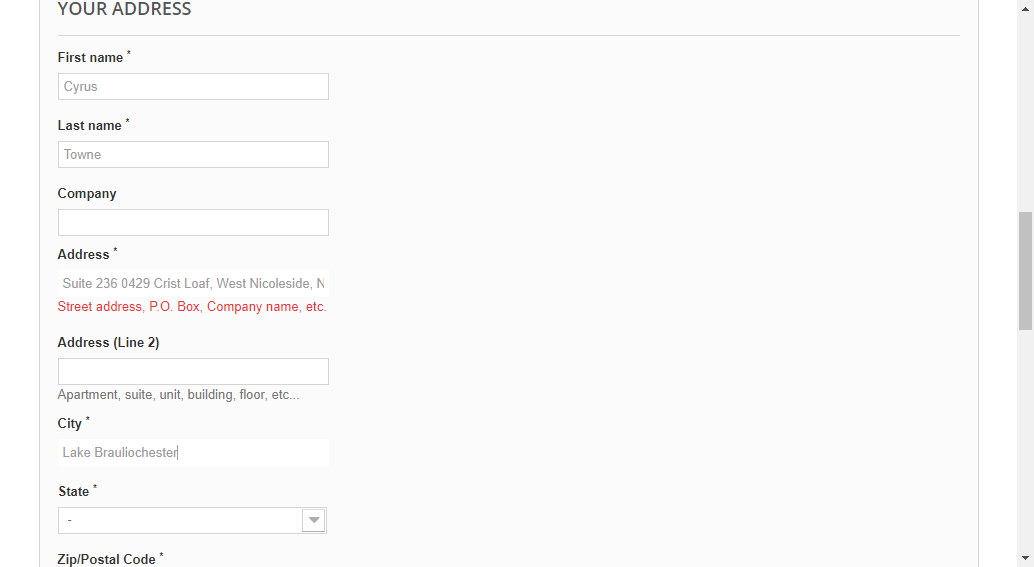 YOUR ADDRESS
First name *
Cyrus
Last name *
Towne
Company
Address *
Suite 236 0429 Crist Loaf, West Nicoleside, N
Street address, P.O. Box, Company name, etc.
Address (Line 2)
Apartment, suite, unit, building, floor, etc...
City *
Lake Brauliochester
State *
-
Zip/Postal Code *